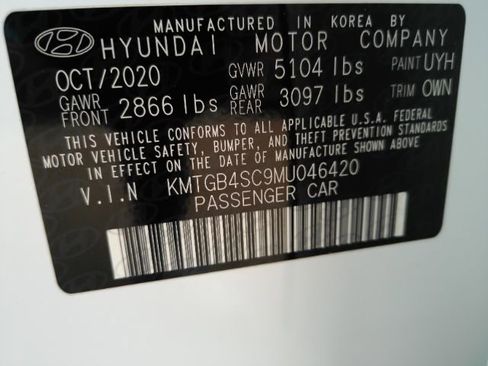 MANUFACTURED IN KOREA BY
HYUNDAI MOTOR COMPANY
OCT/2020 GVWR 5104 lbs PAINT UYH
GAWR FRONT 2866 lbs GAWR REAR 3097 lbs TRIM OWN
THIS VEHICLE CONFORMS TO ALL APPLICABLE U.S.A. FEDERAL
MOTOR VEHICLE SAFETY, BUMPER, AND THEFT PREVENTION STANDARDS
IN EFFECT ON THE DATE OF MANUFACTURE SHOWN ABOVE.
V.I.N KMTGB4SC9MU046420
PASSENGER CAR